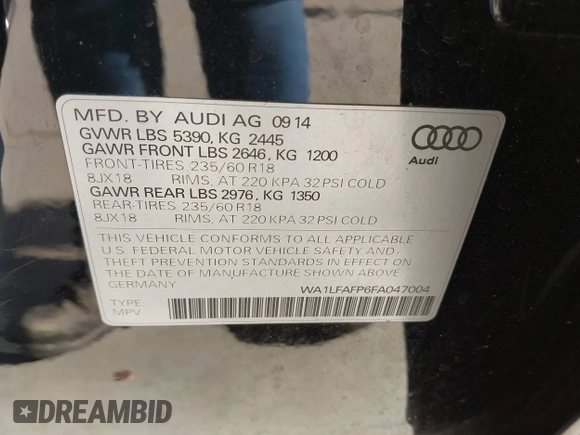 MFD. BY AUDI AG 09 14
GVWR LBS 5390, KG 2445
GAWR FRONT LBS 2646, KG 1200
FRONT-TIRES 235/60 R18
8JX18 RIMS, AT 220 KPA 32 PSI COLD
GAWR REAR LBS 2976, KG 1350
REAR-TIRES 235/60 R18
8JX18 RIMS, AT 220 KPA 32 PSI COLD
Audi
THIS VEHICLE CONFORMS TO ALL APPLICABLE
U.S. FEDERAL MOTOR VEHICLE SAFETY-AND
THEFT PREVENTION STANDARDS IN EFFECT ON
THE DATE OF MANUFACTURE SHOWN ABOVE.
GERMANY WA1LFAFP6FA047004
TYPE
MPV
DREAMBID